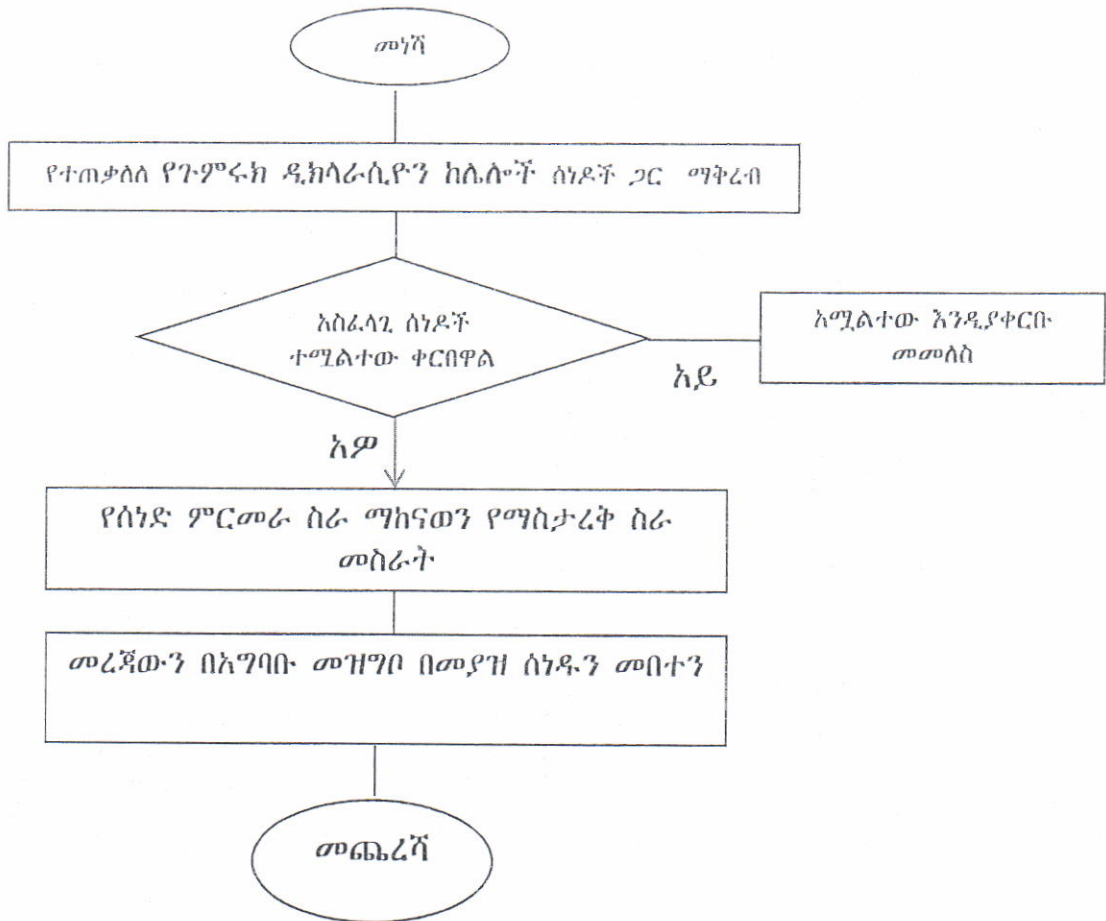 መነሻ
የተጠቃለለ የጉምሩክ ዲክላራሲዮን ከሌሎች ሰነዶች ጋር ማቅረብ
አስፈላጊ ሰነዶች
ተሟልተው ቀርበዋል
አሟልተው እንዲያቀርቡ
መመለስ
አይ
አዎ
የሰነድ ምርመራ ስራ ማከናወን የማስታረቅ ስራ
መስራት
መረጃውን በአግባቡ መዝግቦ በመያዝ ሰነዱን መበተን
መጨረሻ